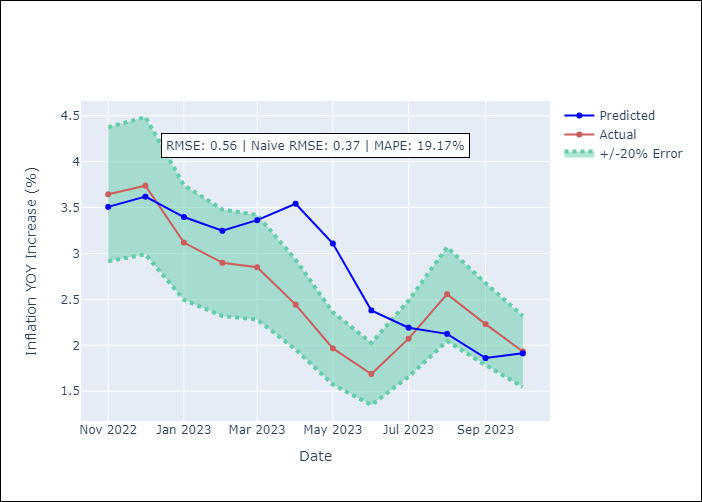 RMSE: 0.56 | Naive RMSE: 0.37 | MAPE: 19.17%
Predicted
Actual
+/-20% Error
4.5
4
3.5
3
2.5
2
1.5
Inflation YOY Increase (%)
Nov 2022 Jan 2023 Mar 2023 May 2023 Jul 2023 Sep 2023
Date